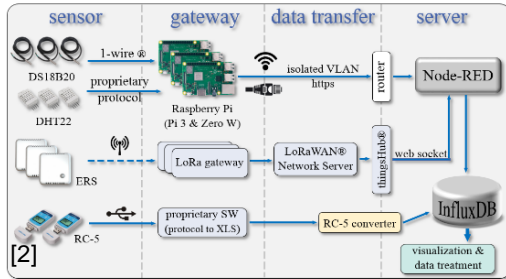 sensor gateway data transfer server
1-wire ®
DS18B20
proprietary
protocol
DHT22
Raspberry Pi
(Pi 3 & Zero W)
isolated VLAN
https
router
Node-RED
ERS
LoRa gateway
LoRaWAN®
Network Server
thingsHub®
web socket
InfluxDB
RC-5
proprietary SW
(protocol to XLS)
RC-5 converter
visualization &
data treatment
[2]